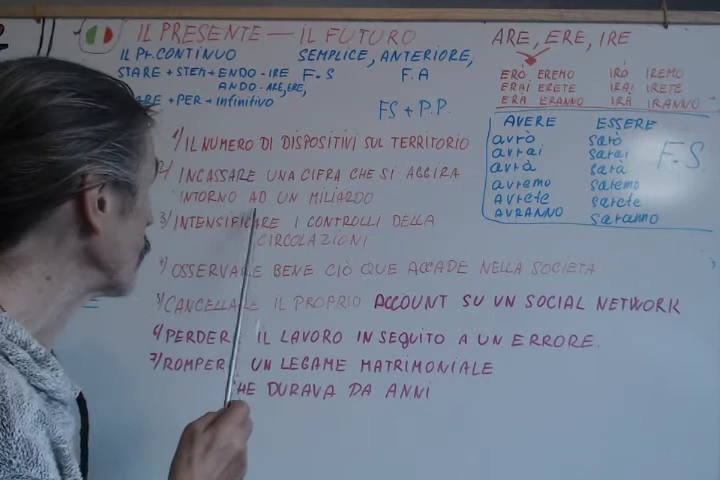 IL PRESENTE — IL FUTURO
IL Pr. CONTINUO
STARE + STEM + ENDO - IRE
ANDO - ARE, ERE,
ARE + PER + Infinitivo
SEMPLICE, ANTERIORE,
F.S F.A
FS + P.P.
ARE, ERE, IRE
ERÒ EREMO IRÒ IREMO
ERAI ERETE IRAI IRETE
ERÀ ERANNO IRÀ IRANNO
AVERE ESSERE
avrò sarò
avrai sarai
avrà sarà
avremo saremo
avrete sarete
AVRANNO saranno
F.S
1/ IL NUMERO DI DISPOSITIVI SUL TERRITORIO
2/ INCASSARE UNA CIFRA CHE SI AGGIRA
INTORNO AD UN MILIARDO
3/ INTENSIFICARE I CONTROLLI DELLA
CIRCOLAZIONI
4/ OSSERVARE BENE CIÒ QUE ACCADE NELLA SOCIETÀ
5/ CANCELLARE IL PROPRIO ACCOUNT SU UN SOCIAL NETWORK
6/ PERDER IL LAVORO IN SEGUITO A UN ERRORE.
7/ ROMPER UN LEGAME MATRIMONIALE
HE DURAVA DA ANNI